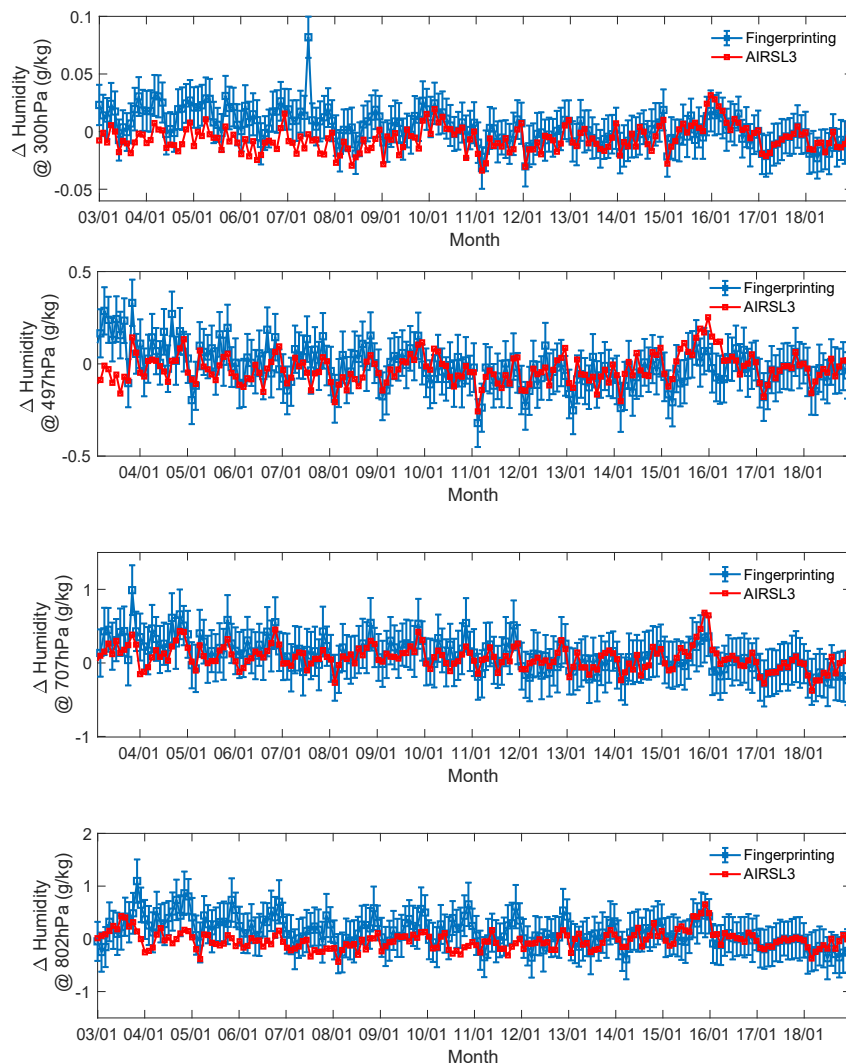 0.1
0.05
0
-0.05
Δ Humidity
@ 300hPa (g/kg)
Fingerprinting
AIRSL3
03/01 04/01 05/01 06/01 07/01 08/01 09/01 10/01 11/01 12/01 13/01 14/01 15/01 16/01 17/01 18/01
Month
0.5
0
-0.5
Δ Humidity
@ 497hPa (g/kg)
Fingerprinting
AIRSL3
04/01 05/01 06/01 07/01 08/01 09/01 10/01 11/01 12/01 13/01 14/01 15/01 16/01 17/01 18/01
Month
1
0
-1
Δ Humidity
@ 707hPa (g/kg)
Fingerprinting
AIRSL3
04/01 05/01 06/01 07/01 08/01 09/01 10/01 11/01 12/01 13/01 14/01 15/01 16/01 17/01 18/01
Month
2
1
0
-1
Δ Humidity
@ 802hPa (g/kg)
Fingerprinting
AIRSL3
03/01 04/01 05/01 06/01 07/01 08/01 09/01 10/01 11/01 12/01 13/01 14/01 15/01 16/01 17/01 18/01
Month